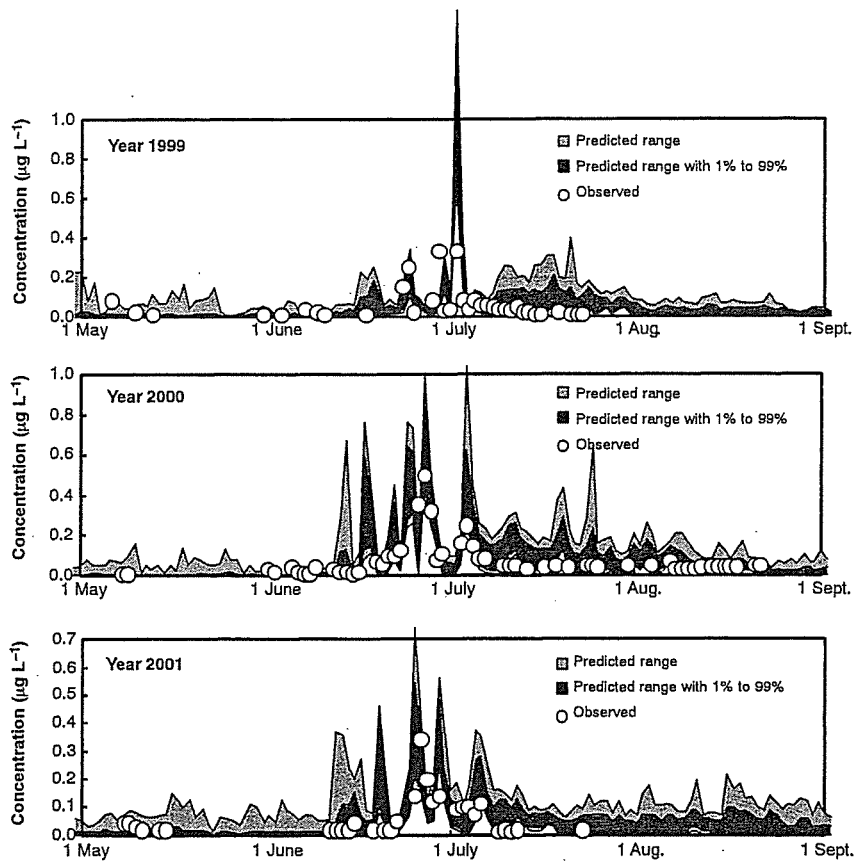 Concentration (µg L⁻¹)
1.0
0.8
0.6
0.4
0.2
0.0
Year 1999
Predicted range
Predicted range with 1% to 99%
Observed
1 May
1 June
1 July
1 Aug.
1 Sept.
Concentration (µg L⁻¹)
1.0
0.8
0.6
0.4
0.2
0.0
Year 2000
Predicted range
Predicted range with 1% to 99%
Observed
1 May
1 June
1 July
1 Aug.
1 Sept.
Concentration (µg L⁻¹)
0.7
0.6
0.5
0.4
0.3
0.2
0.1
0.0
Year 2001
Predicted range
Predicted range with 1% to 99%
Observed
1 May
1 June
1 July
1 Aug.
1 Sept.